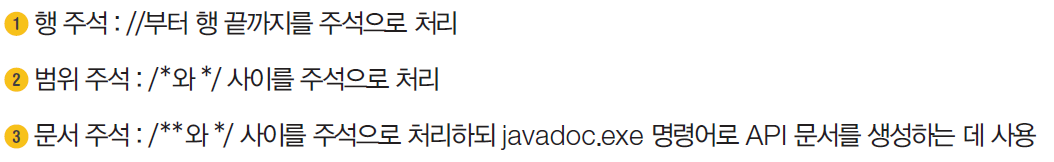 1 행 주석 : //부터 행 끝까지를 주석으로 처리
2 범위 주석 : /*와 */ 사이를 주석으로 처리
3 문서 주석 : /**와 */ 사이를 주석으로 처리하되 javadoc.exe 명령어로 API 문서를 생성하는 데 사용